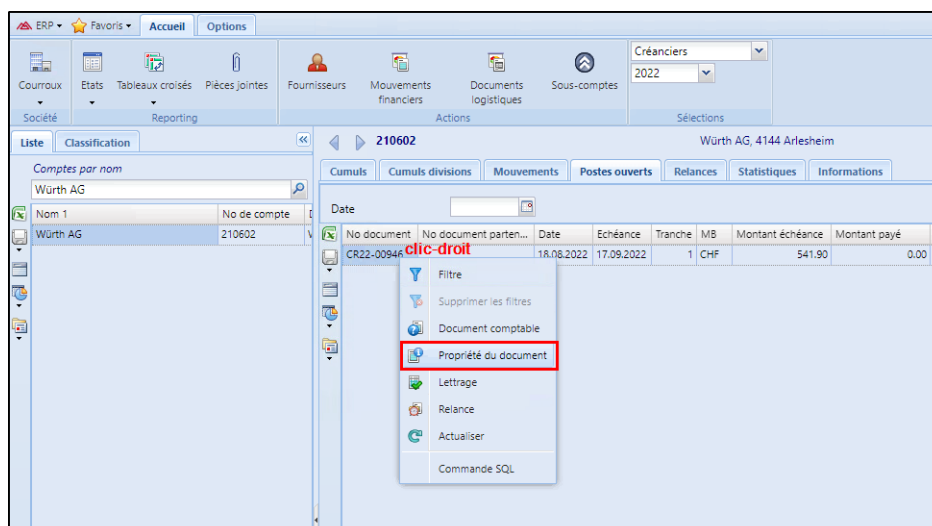 ERP Favoris Accueil Options
Créanciers
2022
Courroux Etats Tableaux croisés Pièces jointes Fournisseurs Mouvements financiers Documents logistiques Sous-comptes
Société Reporting Actions Sélections
Liste Classification
210602 Würth AG, 4144 Arlesheim
Comptes par nom
Cumuls Cumuls divisions Mouvements Postes ouverts Relances Statistiques Informations
Würth AG
Date
Nom 1 No de compte
No document No document parten... Date Echéance Tranche MB Montant échéance Montant payé
Würth AG 210602
clic-droit
CR22-00946 18.08.2022 17.09.2022 1 CHF 541.90 0.00
Filtre
Supprimer les filtres
Document comptable
Propriété du document
Lettrage
Relance
Actualiser
Commande SQL